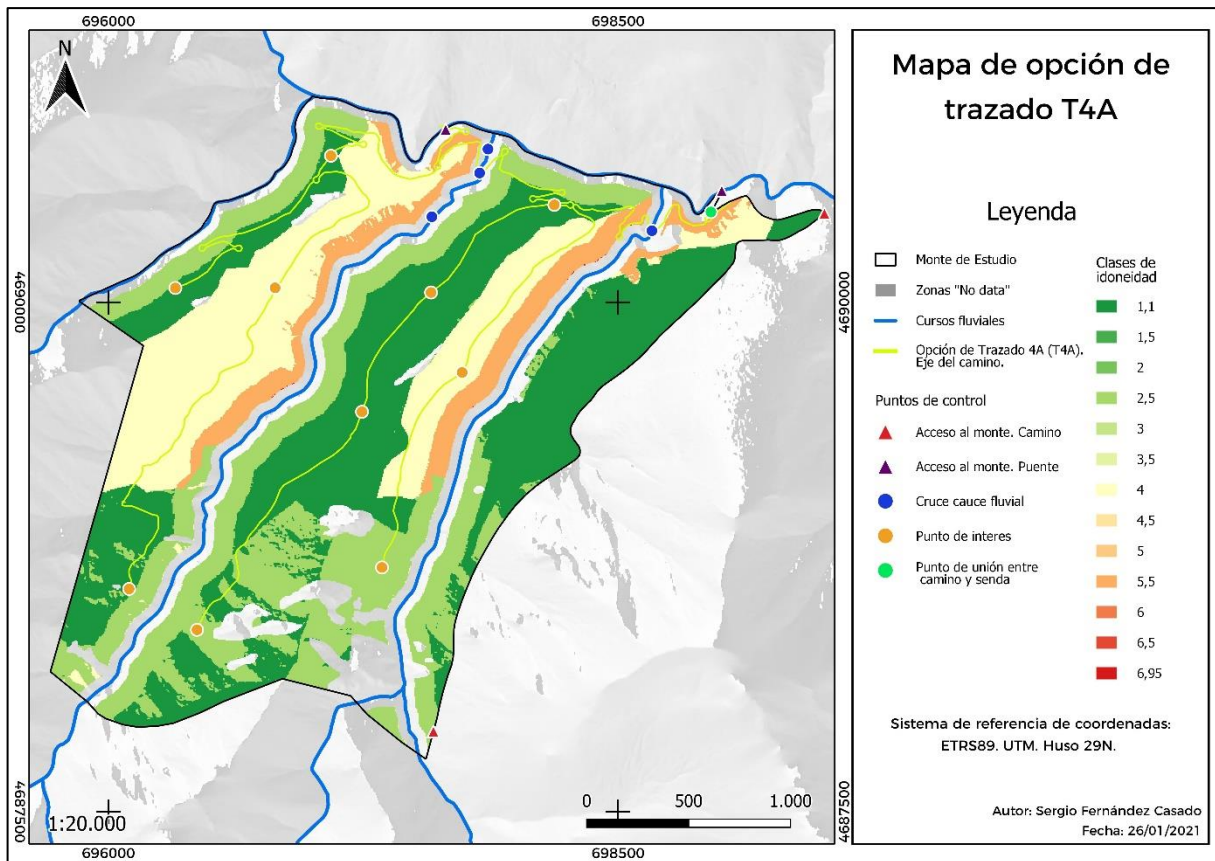 696000
698500
N
4690000
4690000
4687500
4687500
0
500
1.000
1:20.000
696000
698500
Mapa de opción de
trazado T4A
Leyenda
Monte de Estudio
Zonas "No data"
Cursos fluviales
Opción de Trazado 4A (T4A).
Eje del camino.
Puntos de control
Acceso al monte. Camino
Acceso al monte. Puente
Cruce cauce fluvial
Punto de interes
Punto de unión entre
camino y senda
Clases de
idoneidad
1,1
1,5
2
2,5
3
3,5
4
4,5
5
5,5
6
6,5
6,95
Sistema de referencia de coordenadas:
ETRS89. UTM. Huso 29N.
Autor: Sergio Fernández Casado
Fecha: 26/01/2021